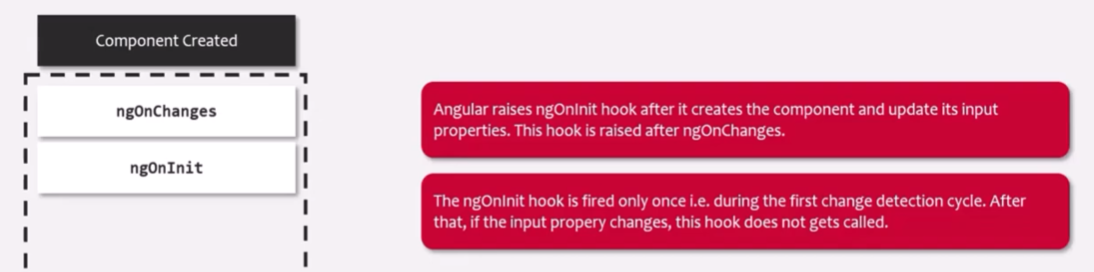 Component Created
ngOnChanges
ngOnInit
Angular raises ngOnInit hook after it creates the component and update its input
properties. This hook is raised after ngOnChanges.
The ngOnInit hook is fired only once i.e. during the first change detection cycle. After
that, if the input propery changes, this hook does not gets called.